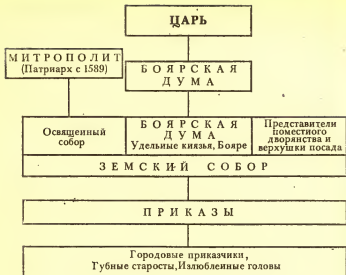 ЦАРЬ
МИТРОПОЛИТ
(Патриарх с 1589)
БОЯРСКАЯ
ДУМА
Освященный
собор
БОЯРСКАЯ
ДУМА
Удельные князья, Бояре
Представители
поместного
дворянства и
верхушки посада
ЗЕМСКИЙ СОБОР
ПРИКАЗЫ
Городовые приказчики,
Губные старосты, Излюбленные головы